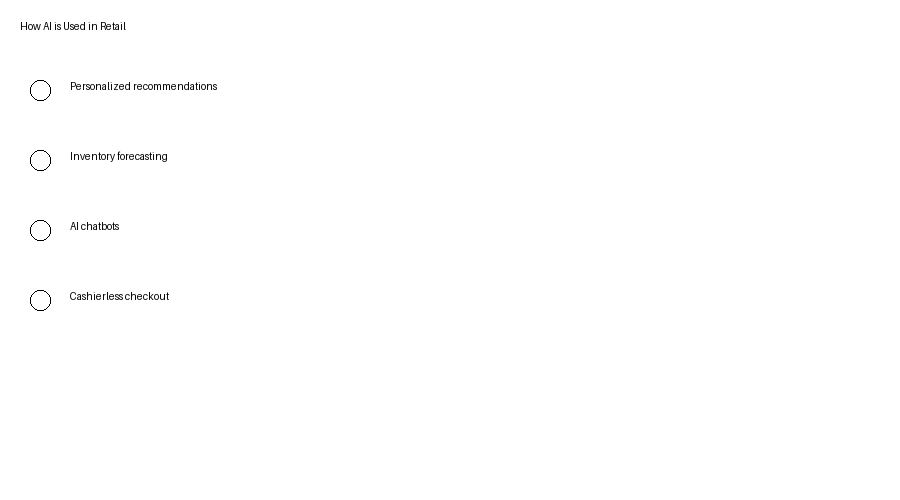 How AI is Used in Retail
Personalized recommendations
Inventory forecasting
AI chatbots
Cashierless checkout